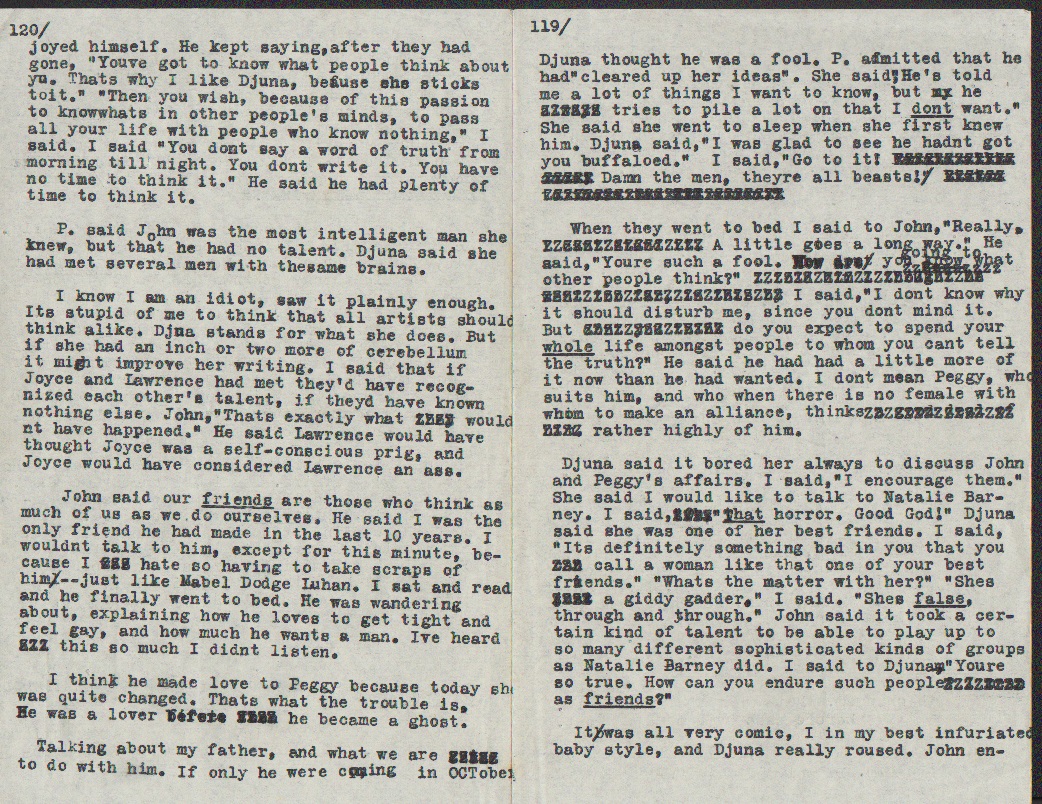 119/
Djuna thought he was a fool. P. admitted that he
had"cleared up her ideas". She said"He's told
me a lot of things I want to know, but he
tries to pile a lot on that I dont want."
She said she went to sleep when she first knew
him. Djuna said,"I was glad to see he hadnt got
you buffaloed." I said,"Go to it!
Damn the men, theyre all beasts!"
When they went to bed I said to John,"Really,
A little goes a long way." He
said,"Youre such a fool. you going to know what
other people think?"
I said,"I dont know why
it should disturb me, since you dont mind it.
But do you expect to spend your
whole life amongst people to whom you cant tell
the truth?" He said he had had a little more of
it now than he had wanted. I dont mean Peggy, who
suits him, and who when there is no female with
whom to make an alliance, thinks
rather highly of him.
Djuna said it bored her always to discuss John
and Peggy's affairs. I said,"I encourage them."
She said I would like to talk to Natalie Bar-
ney. I said, "That horror. Good God!" Djuna
said she was one of her best friends. I said,
"Its definitely something bad in you that you
call a woman like that one of your best
friends." "Whats the matter with her?" "Shes
a giddy gadder," I said. "Shes false,
through and through." John said it took a cer-
tain kind of talent to be able to play up to
so many different sophisticated kinds of groups
as Natalie Barney did. I said to Djuna,"Youre
so true. How can you endure such people
as friends?"
It was all very comic, I in my best infuriated
baby style, and Djuna really roused. John en-
120/
joyed himself. He kept saying,after they had
gone, "Youve got to know what people think about
yu. Thats why I like Djuna, beause she sticks
toit." "Then you wish, because of this passion
to knowwhats in other people's minds, to pass
all your life with people who know nothing," I
said. I said "You dont say a word of truth from
morning till night. You dont write it. You have
no time to think it." He said he had plenty of
time to think it.
P. said John was the most intelligent man she
knew, but that he had no talent. Djuna said she
had met several men with thesame brains.
I know I am an idiot, saw it plainly enough.
Its stupid of me to think that all artists should
think alike. Djuna stands for what she does. But
if she had an inch or two more of cerebellum
it might improve her writing. I said that if
Joyce and Lawrence had met they'd have recog-
nized each other's talent, if theyd have known
nothing else. John,"Thats exactly what would
nt have happened." He said Lawrence would have
thought Joyce was a self-conscious prig, and
Joyce would have considered Lawrence an ass.
John said our friends are those who think as
much of us as we do ourselves. He said I was the
only friend he had made in the last 10 years. I
wouldnt talk to him, except for this minute, be-
cause I hate so having to take scraps of
him--just like Mabel Dodge Luhan. I sat and read
and he finally went to bed. He was wandering
about, explaining how he loves to get tight and
feel gay, and how much he wants a man. Ive heard
this so much I didnt listen.
I think he made love to Peggy because today she
was quite changed. Thats what the trouble is.
He was a lover before he became a ghost.
Talking about my father, and what we are
to do with him. If only he were coming in OCTober